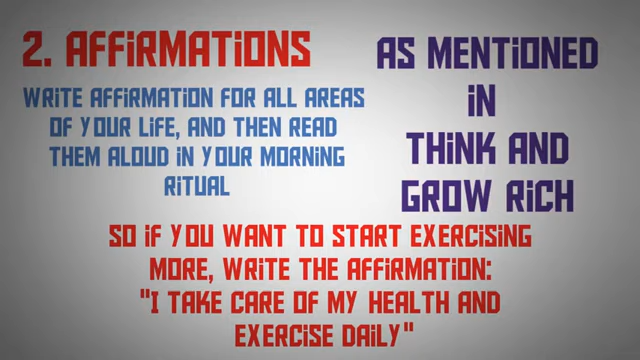 2. AFFiRMATiONS
WRiTE AFFiRMATiON FOR ALL AREAS
OF YOUR LiFE, AND THEN READ
THEM ALOUD iN YOUR MORNiNG
RiTUAL
AS MENTiONED
iN
THiNK AND
GROW RiCH
SO iF YOU WANT TO START EXERCiSiNG
MORE, WRiTE THE AFFiRMATiON:
"I TAKE CARE OF MY HEALTH AND
EXERCiSE DAiLY"